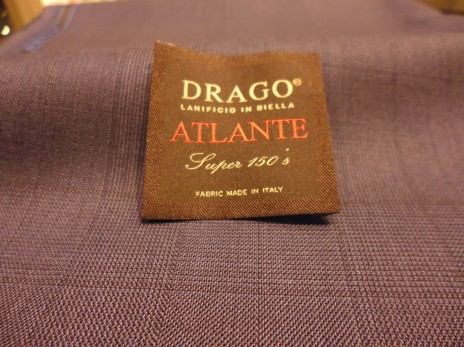 DRAGO®
LANIFICIO IN BIELLA
ATLANTE
Super 150's
FABRIC MADE IN ITALY